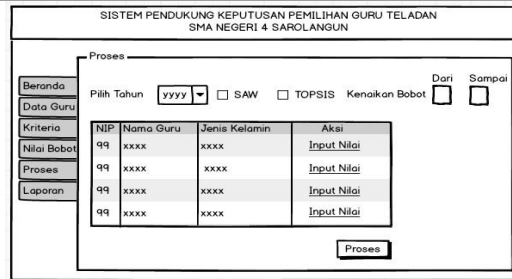 SISTEM PENDUKUNG KEPUTUSAN PEMILIHAN GURU TELADAN
SMA NEGERI 4 SAROLANGUN
Proses
Beranda
Data Guru
Kriteria
Nilai Bobot
Proses
Laporan
Dari Sampai
Pilih Tahun yyyy SAW TOPSIS Kenaikan Bobot
NIP Nama Guru Jenis Kelamin Aksi
99 xxxx xxxx Input Nilai
99 xxxx xxxx Input Nilai
99 xxxx xxxx Input Nilai
99 xxxx xxxx Input Nilai
Proses